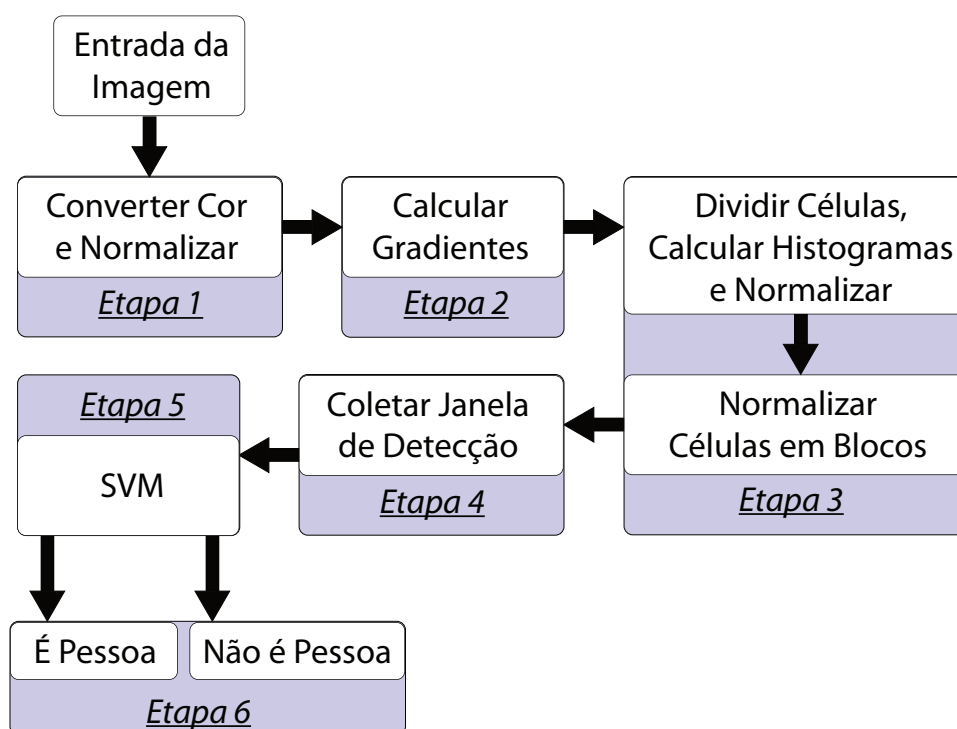 Entrada da
Imagem
Converter Cor
e Normalizar
Etapa 1
Calcular
Gradientes
Etapa 2
Dividir Células,
Calcular Histogramas
e Normalizar
Normalizar
Células em Blocos
Etapa 3
Coletar Janela
de Detecção
Etapa 4
Etapa 5
SVM
É Pessoa
Não é Pessoa
Etapa 6